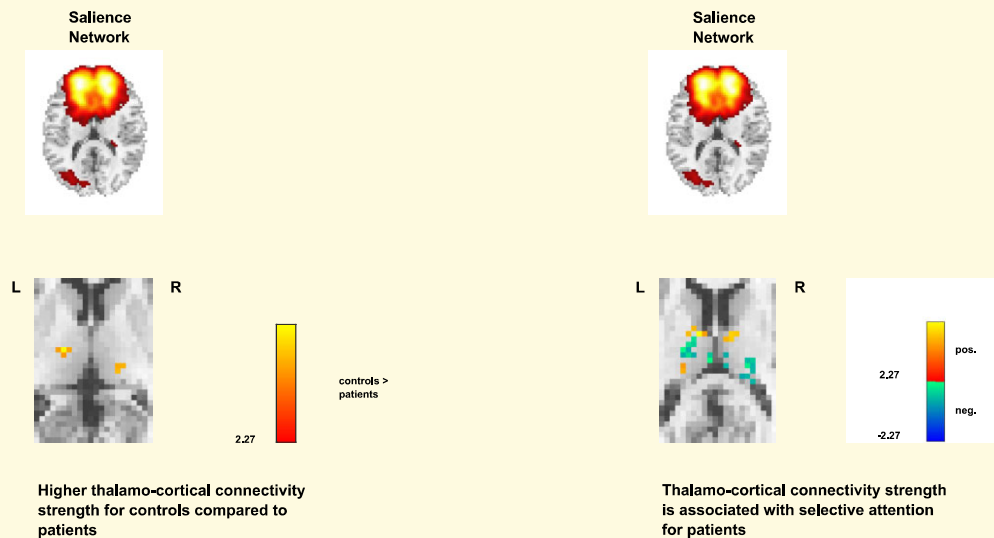 Salience
Network
L
R
controls >
patients
2.27
Higher thalamo-cortical connectivity
strength for controls compared to
patients
Salience
Network
L
R
pos.
2.27
neg.
-2.27
Thalamo-cortical connectivity strength
is associated with selective attention
for patients